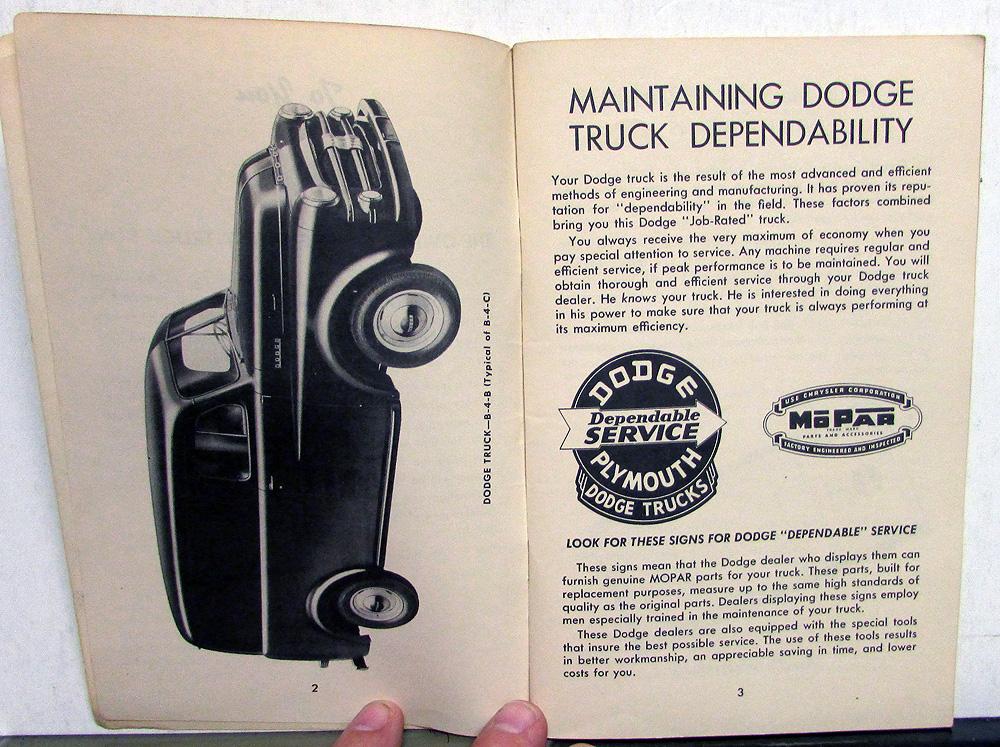 DODGE
DODGE TRUCK—B-4-B (Typical of B-4-C)
2
MAINTAINING DODGE
TRUCK DEPENDABILITY
Your Dodge truck is the result of the most advanced and efficient
methods of engineering and manufacturing. It has proven its repu-
tation for "dependability" in the field. These factors combined
bring you this Dodge "Job-Rated" truck.
You always receive the very maximum of economy when you
pay special attention to service. Any machine requires regular and
efficient service, if peak performance is to be maintained. You will
obtain thorough and efficient service through your Dodge truck
dealer. He knows your truck. He is interested in doing everything
in his power to make sure that your truck is always performing at
its maximum efficiency.
DODGE
Dependable
SERVICE
PLYMOUTH
DODGE TRUCKS
USE CHRYSLER CORPORATION
MoPAR
TRADE MARK
PARTS AND ACCESSORIES
FACTORY ENGINEERED AND INSPECTED
LOOK FOR THESE SIGNS FOR DODGE "DEPENDABLE" SERVICE
These signs mean that the Dodge dealer who displays them can
furnish genuine MOPAR parts for your truck. These parts, built for
replacement purposes, measure up to the same high standards of
quality as the original parts. Dealers displaying these signs employ
men especially trained in the maintenance of your truck.
These Dodge dealers are also equipped with the special tools
that insure the best possible service. The use of these tools results
in better workmanship, an appreciable saving in time, and lower
costs for you.
3